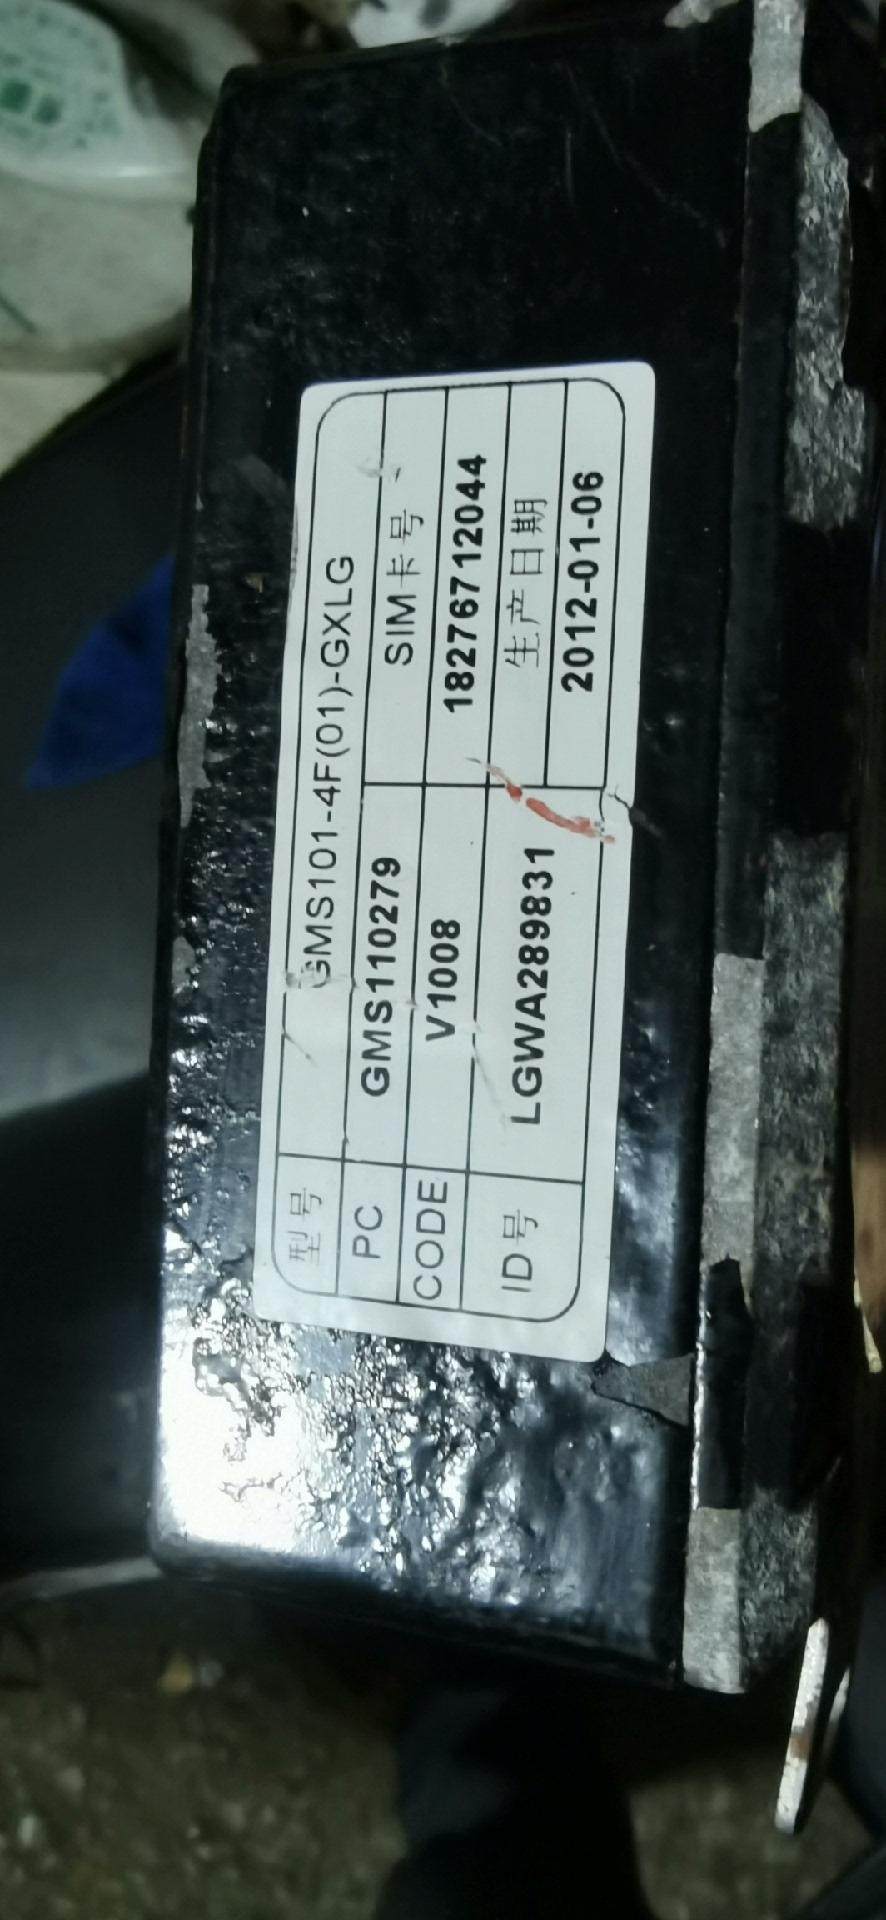 型号 GMS101-4F(01)-GXLG
PC GMS110279 SIM卡号
CODE V1008 18276712044
ID号 LGWA289831 生产日期
2012-01-06